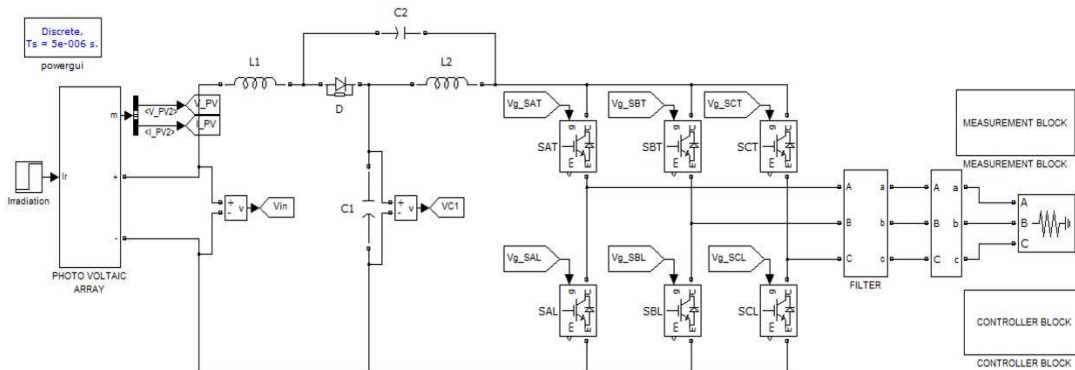 Discrete,
Ts = 5e-006 s.
powergui
C2
L1
L2
D
m
<V_PV2>
V_PV
<I_PV2>
I_PV
Ir
Irradiation
+
-
PHOTO VOLTAIC
ARRAY
+
-
v
Vin
C1
+
-
v
VC1
Vg_SAT
Vg_SBT
Vg_SCT
g
C
E
SAT
g
C
E
SBT
g
C
E
SCT
Vg_SAL
Vg_SBL
Vg_SCL
g
C
E
SAL
g
C
E
SBL
g
C
E
SCL
A
a
B
b
C
c
FILTER
A
a
B
b
C
c
A
B
C
MEASUREMENT BLOCK
MEASUREMENT BLOCK
CONTROLLER BLOCK
CONTROLLER BLOCK